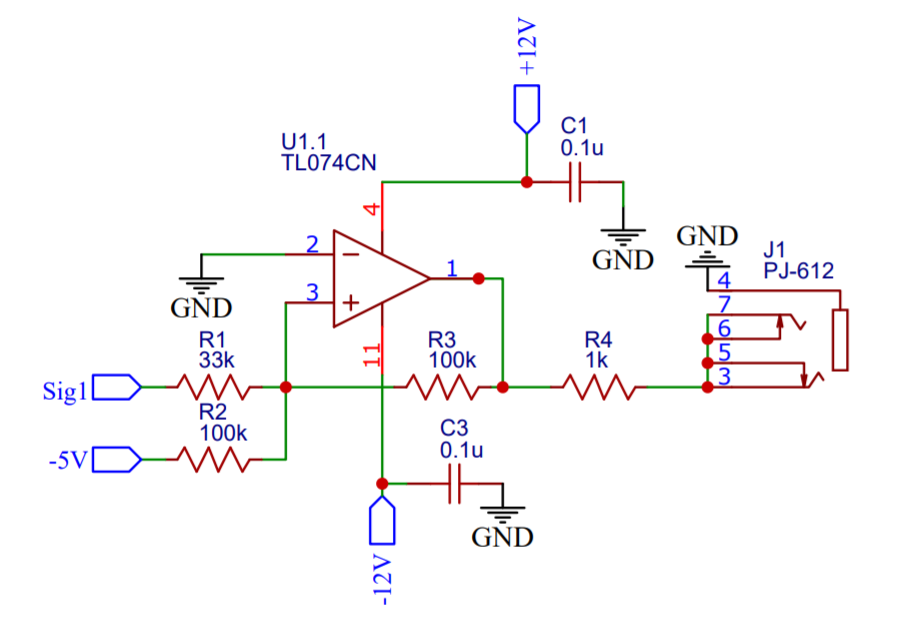 +12V
C1
0.1u
U1.1
TL074CN
4
GND
GND
J1
PJ-612
2
−
1
4
3
+
7
GND
6
R1
33k
11
R3
100k
R4
1k
5
Sig1
3
R2
100k
C3
0.1u
-5V
GND
-12V